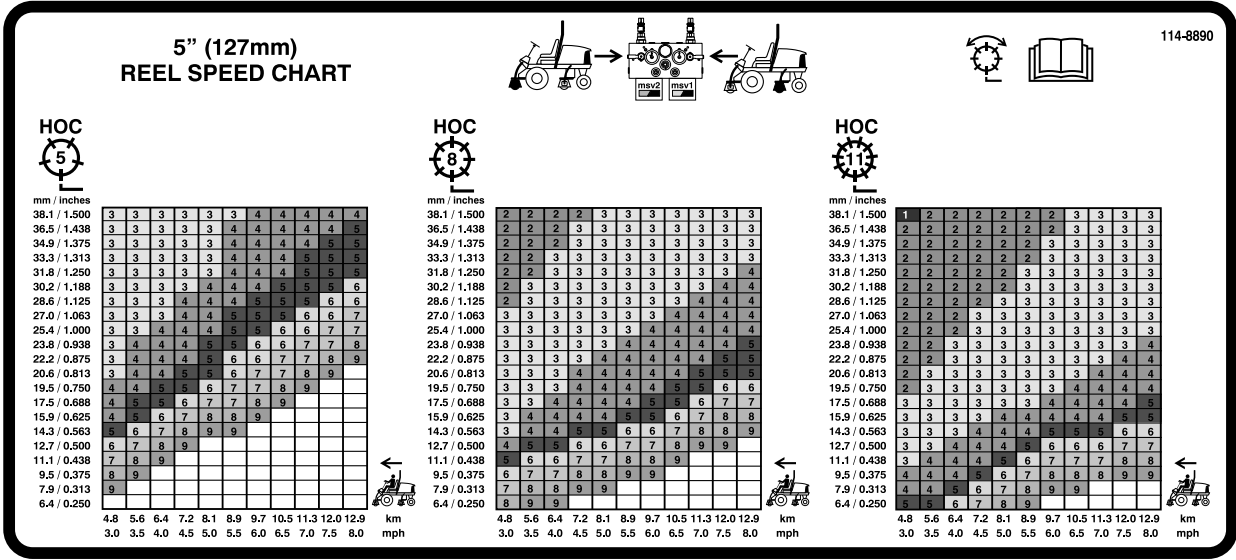 5” (127mm)
REEL SPEED CHART
msv2 msv1
114-8890
HOC
5
mm / inches
38.1 / 1.500 3 3 3 3 3 3 4 4 4 4 4
36.5 / 1.438 3 3 3 3 3 4 4 4 4 4 5
34.9 / 1.375 3 3 3 3 3 4 4 4 4 5 5
33.3 / 1.313 3 3 3 3 3 4 4 4 5 5 5
31.8 / 1.250 3 3 3 3 3 4 4 4 5 5 5
30.2 / 1.188 3 3 3 3 4 4 4 5 5 5 6
28.6 / 1.125 3 3 3 4 4 4 5 5 5 6 6
27.0 / 1.063 3 3 3 4 4 5 5 5 6 6 7
25.4 / 1.000 3 3 4 4 4 5 5 6 6 7 7
23.8 / 0.938 3 4 4 4 5 5 6 6 7 7 8
22.2 / 0.875 3 4 4 4 5 6 6 7 7 8 9
20.6 / 0.813 3 4 4 5 5 6 7 7 8 9
19.5 / 0.750 4 4 5 5 6 7 7 8 9
17.5 / 0.688 4 5 5 6 7 7 8 9
15.9 / 0.625 4 5 6 7 8 8 9
14.3 / 0.563 5 6 7 8 9 9
12.7 / 0.500 6 7 8 9
11.1 / 0.438 7 8 9
9.5 / 0.375 8 9
7.9 / 0.313 9
6.4 / 0.250
4.8 5.6 6.4 7.2 8.1 8.9 9.7 10.5 11.3 12.0 12.9 km
3.0 3.5 4.0 4.5 5.0 5.5 6.0 6.5 7.0 7.5 8.0 mph
HOC
8
mm / inches
38.1 / 1.500 2 2 2 2 3 3 3 3 3 3 3
36.5 / 1.438 2 2 2 3 3 3 3 3 3 3 3
34.9 / 1.375 2 2 2 3 3 3 3 3 3 3 3
33.3 / 1.313 2 2 3 3 3 3 3 3 3 3 3
31.8 / 1.250 2 2 3 3 3 3 3 3 3 3 4
30.2 / 1.188 2 3 3 3 3 3 3 3 3 4 4
28.6 / 1.125 2 3 3 3 3 3 3 3 4 4 4
27.0 / 1.063 3 3 3 3 3 3 3 4 4 4 4
25.4 / 1.000 3 3 3 3 3 3 4 4 4 4 4
23.8 / 0.938 3 3 3 3 3 3 4 4 4 4 5
22.2 / 0.875 3 3 3 3 4 4 4 4 4 5 5
20.6 / 0.813 3 3 3 4 4 4 4 4 5 5 5
19.5 / 0.750 3 3 3 4 4 4 4 5 5 6 6
17.5 / 0.688 3 3 4 4 4 4 5 5 6 7 7
15.9 / 0.625 3 4 4 4 4 5 5 6 7 8 8
14.3 / 0.563 3 4 4 5 5 6 6 7 8 8 9
12.7 / 0.500 4 5 5 6 6 7 7 8 9 9
11.1 / 0.438 5 6 6 7 7 8 8 9
9.5 / 0.375 6 7 7 8 8 9 9
7.9 / 0.313 7 8 8 9 9
6.4 / 0.250 8 9 9
4.8 5.6 6.4 7.2 8.1 8.9 9.7 10.5 11.3 12.0 12.9 km
3.0 3.5 4.0 4.5 5.0 5.5 6.0 6.5 7.0 7.5 8.0 mph
HOC
11
mm / inches
38.1 / 1.500 1 2 2 2 2 2 2 3 3 3 3
36.5 / 1.438 2 2 2 2 2 2 2 3 3 3 3
34.9 / 1.375 2 2 2 2 2 2 3 3 3 3 3
33.3 / 1.313 2 2 2 2 2 2 3 3 3 3 3
31.8 / 1.250 2 2 2 2 2 3 3 3 3 3 3
30.2 / 1.188 2 2 2 2 2 3 3 3 3 3 3
28.6 / 1.125 2 2 2 2 3 3 3 3 3 3 3
27.0 / 1.063 2 2 2 3 3 3 3 3 3 3 3
25.4 / 1.000 2 2 2 3 3 3 3 3 3 3 3
23.8 / 0.938 2 2 3 3 3 3 3 3 3 3 4
22.2 / 0.875 2 2 3 3 3 3 3 3 3 4 4
20.6 / 0.813 2 3 3 3 3 3 3 3 4 4 4
19.5 / 0.750 2 3 3 3 3 3 3 4 4 4 4
17.5 / 0.688 3 3 3 3 3 3 4 4 4 4 5
15.9 / 0.625 3 3 3 3 4 4 4 4 4 5 5
14.3 / 0.563 3 3 3 4 4 4 5 5 5 6 6
12.7 / 0.500 3 3 4 4 4 5 6 6 6 7 7
11.1 / 0.438 3 4 4 4 5 6 6 7 7 8 8
9.5 / 0.375 4 4 4 5 6 6 7 7 8 8 9
7.9 / 0.313 4 4 5 6 7 8 9 9
6.4 / 0.250 5 5 6 7 8 9
4.8 5.6 6.4 7.2 8.1 8.9 9.7 10.5 11.3 12.0 12.9 km
3.0 3.5 4.0 4.5 5.0 5.5 6.0 6.5 7.0 7.5 8.0 mph